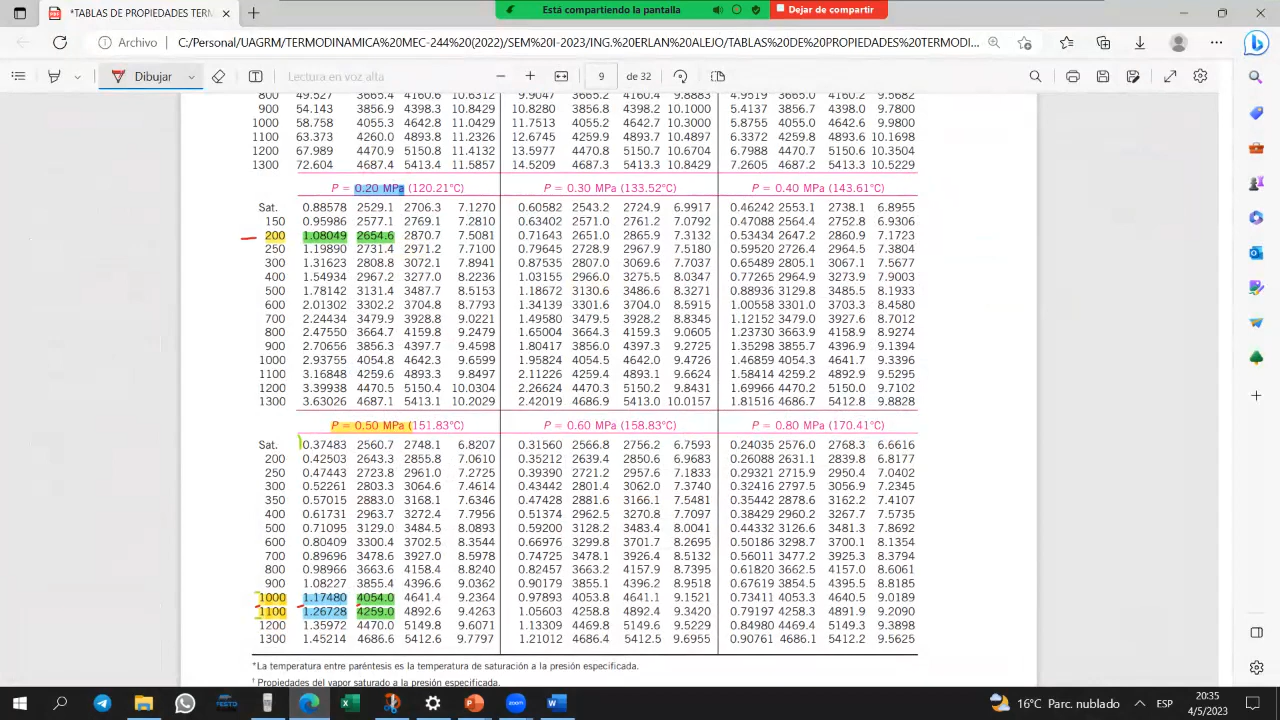 Está compartiendo la pantalla Dejar de compartir
*TABLAS DE PROPIEDADES TERM
Archivo C:/Personal/UAGRM/TERMODINAMICA%20MEC-244%20(2022)/SEM%20I-2023/ING.%20ERLAN%20ALEJO/TABLAS%20DE%20PROPIEDADES%20TERMODI...
Dibujar Lectura en voz alta 9 de 32
800 49.527 3665.4 4160.6 10.6312 9.9047 3665.2 4160.4 9.8883 4.9519 3665.0 4160.2 9.5682
900 54.143 3856.9 4398.3 10.8429 10.8280 3856.8 4398.2 10.1000 5.4137 3856.7 4398.0 9.7800
1000 58.758 4055.3 4642.8 11.0429 11.7513 4055.2 4642.7 10.3000 5.8755 4055.0 4642.6 9.9800
1100 63.373 4260.0 4893.8 11.2326 12.6745 4259.9 4893.7 10.4897 6.3372 4259.8 4893.6 10.1698
1200 67.989 4470.9 5150.8 11.4132 13.5977 4470.8 5150.7 10.6704 6.7988 4470.7 5150.6 10.3504
1300 72.604 4687.4 5413.4 11.5857 14.5209 4687.3 5413.3 10.8429 7.2605 4687.2 5413.3 10.5229
P = 0.20 MPa (120.21°C) P = 0.30 MPa (133.52°C) P = 0.40 MPa (143.61°C)
Sat. 0.88578 2529.1 2706.3 7.1270 0.60582 2543.2 2724.9 6.9917 0.46242 2553.1 2738.1 6.8955
150 0.95986 2577.1 2769.1 7.2810 0.63402 2571.0 2761.2 7.0792 0.47088 2564.4 2752.8 6.9306
200 1.08049 2654.6 2870.7 7.5081 0.71643 2651.0 2865.9 7.3132 0.53434 2647.2 2860.9 7.1723
250 1.19890 2731.4 2971.2 7.7100 0.79645 2728.9 2967.9 7.5180 0.59520 2726.4 2964.5 7.3804
300 1.31623 2808.8 3072.1 7.8941 0.87535 2807.0 3069.6 7.7037 0.65489 2805.1 3067.1 7.5677
400 1.54934 2967.2 3277.0 8.2236 1.03155 2966.0 3275.5 8.0347 0.77265 2964.9 3273.9 7.9003
500 1.78142 3131.4 3487.7 8.5153 1.18672 3130.6 3486.6 8.3271 0.88936 3129.8 3485.5 8.1933
600 2.01302 3302.2 3704.8 8.7793 1.34139 3301.6 3704.0 8.5915 1.00558 3301.0 3703.3 8.4580
700 2.24434 3479.9 3928.8 9.0221 1.49580 3479.5 3928.2 8.8345 1.12152 3479.0 3927.6 8.7012
800 2.47550 3664.7 4159.8 9.2479 1.65004 3664.3 4159.3 9.0605 1.23730 3663.9 4158.9 8.9274
900 2.70656 3856.3 4397.7 9.4598 1.80417 3856.0 4397.3 9.2725 1.35298 3855.7 4396.9 9.1394
1000 2.93755 4054.8 4642.3 9.6599 1.95824 4054.5 4642.0 9.4726 1.46859 4054.3 4641.7 9.3396
1100 3.16848 4259.6 4893.3 9.8497 2.11226 4259.4 4893.1 9.6624 1.58414 4259.2 4892.9 9.5295
1200 3.39938 4470.5 5150.4 10.0304 2.26624 4470.3 5150.2 9.8431 1.69966 4470.2 5150.0 9.7102
1300 3.63026 4687.1 5413.1 10.2029 2.42019 4686.9 5413.0 10.0157 1.81516 4686.7 5412.8 9.8828
P = 0.50 MPa (151.83°C) P = 0.60 MPa (158.83°C) P = 0.80 MPa (170.41°C)
Sat. 0.37483 2560.7 2748.1 6.8207 0.31560 2566.8 2756.2 6.7593 0.24035 2576.0 2768.3 6.6616
200 0.42503 2643.3 2855.8 7.0610 0.35212 2639.4 2850.6 6.9683 0.26088 2631.1 2839.8 6.8177
250 0.47443 2723.8 2961.0 7.2725 0.39390 2721.2 2957.6 7.1833 0.29321 2715.9 2950.4 7.0402
300 0.52261 2803.3 3064.6 7.4614 0.43442 2801.4 3062.0 7.3740 0.32416 2797.5 3056.9 7.2345
350 0.57015 2883.0 3168.1 7.6346 0.47428 2881.6 3166.1 7.5481 0.35442 2878.6 3162.2 7.4107
400 0.61731 2963.7 3272.4 7.7956 0.51374 2962.5 3270.8 7.7097 0.38429 2960.2 3267.7 7.5735
500 0.71095 3129.0 3484.5 8.0893 0.59200 3128.2 3483.4 8.0041 0.44332 3126.6 3481.3 7.8692
600 0.80409 3300.4 3702.5 8.3544 0.66976 3299.8 3701.7 8.2695 0.50186 3298.7 3700.1 8.1354
700 0.89696 3478.6 3927.0 8.5978 0.74725 3478.1 3926.4 8.5132 0.56011 3477.2 3925.3 8.3794
800 0.98966 3663.6 4158.4 8.8240 0.82457 3663.2 4157.9 8.7395 0.61820 3662.5 4157.0 8.6061
900 1.08227 3855.4 4396.6 9.0362 0.90179 3855.1 4396.2 8.9518 0.67619 3854.5 4395.5 8.8185
1000 1.17480 4054.0 4641.4 9.2364 0.97893 4053.8 4641.1 9.1521 0.73411 4053.3 4640.5 9.0189
1100 1.26728 4259.0 4892.6 9.4263 1.05603 4258.8 4892.4 9.3420 0.79197 4258.3 4891.9 9.2090
1200 1.35972 4470.0 5149.8 9.6071 1.13309 4469.8 5149.6 9.5229 0.84980 4469.4 5149.3 9.3898
1300 1.45214 4686.6 5412.6 9.7797 1.21012 4686.4 5412.5 9.6955 0.90761 4686.1 5412.2 9.5625
*La temperatura entre paréntesis es la temperatura de saturación a la presión especificada.
† Propiedades del vapor saturado a la presión especificada.
16°C Parc. nublado ESP 20:35
4/5/2023